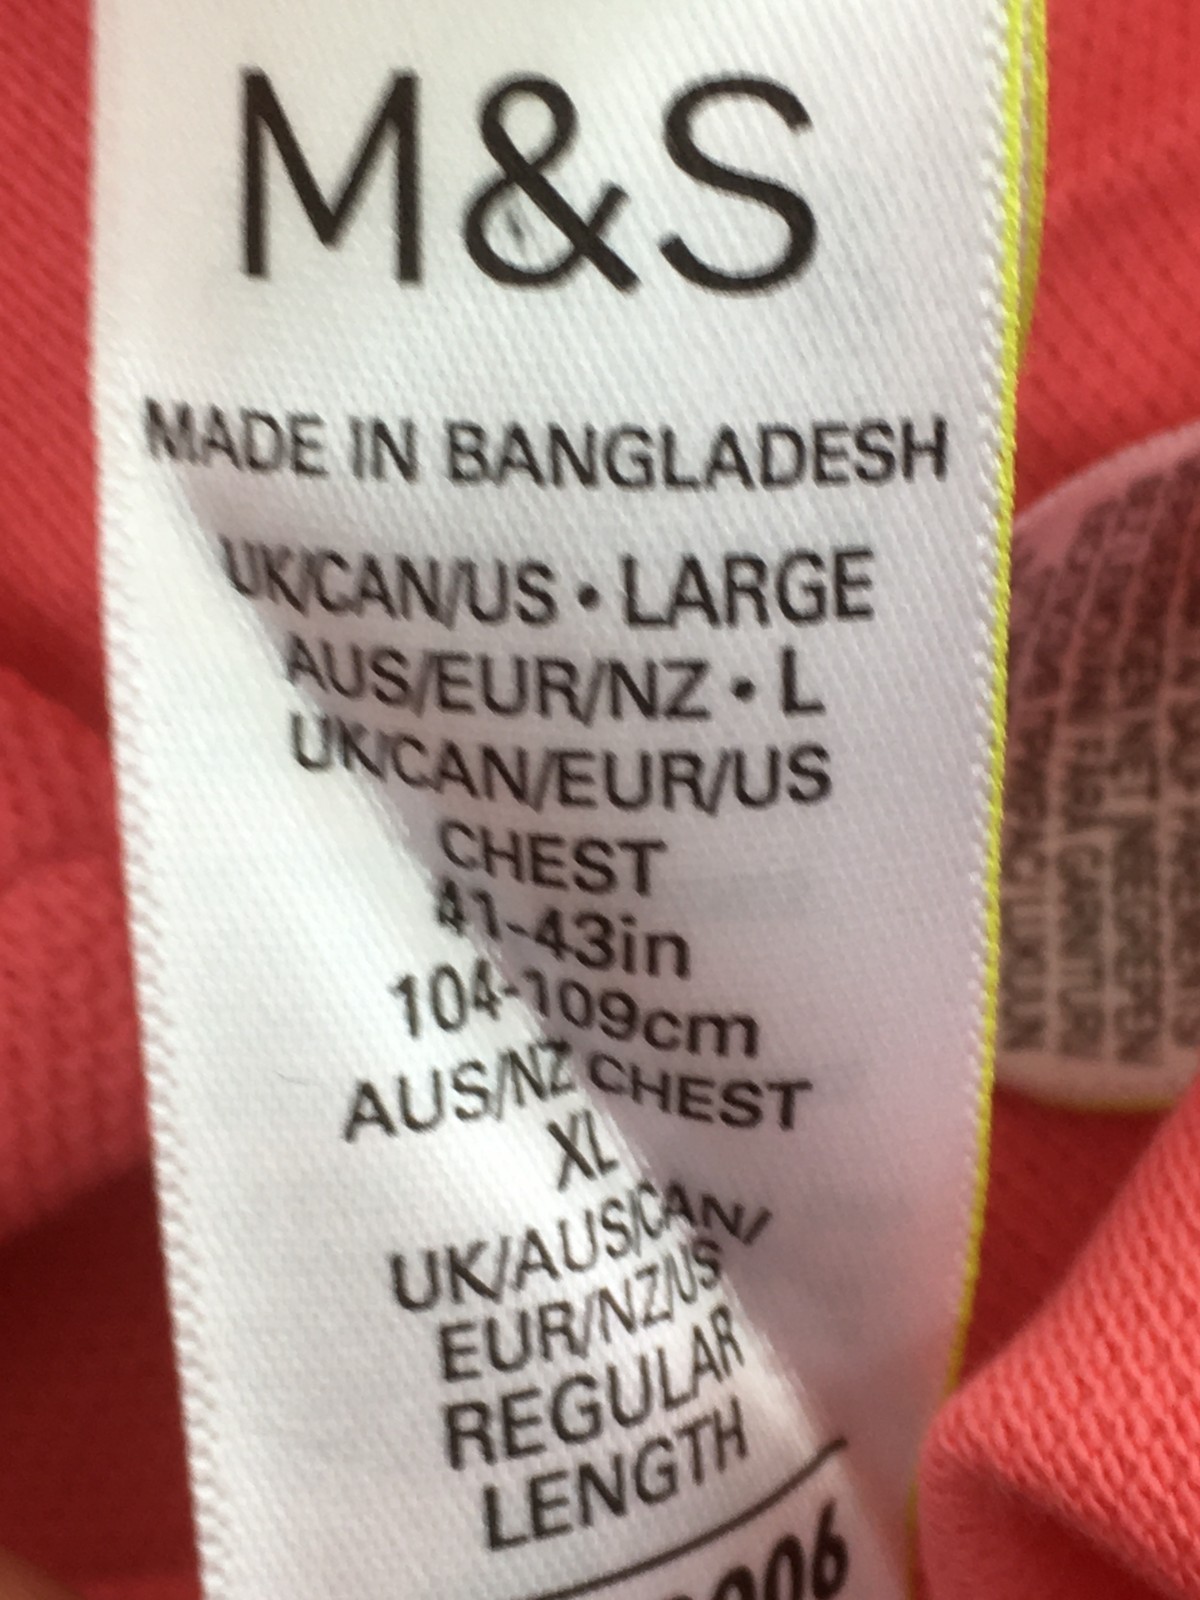 M&S
MADE IN BANGLADESH
UK/CAN/US • LARGE
AUS/EUR/NZ • L
UK/CAN/EUR/US
CHEST
41-43in
104-109cm
AUS/NZ CHEST
XL
UK/AUS/CAN/
EUR/NZ/US
REGULAR
LENGTH